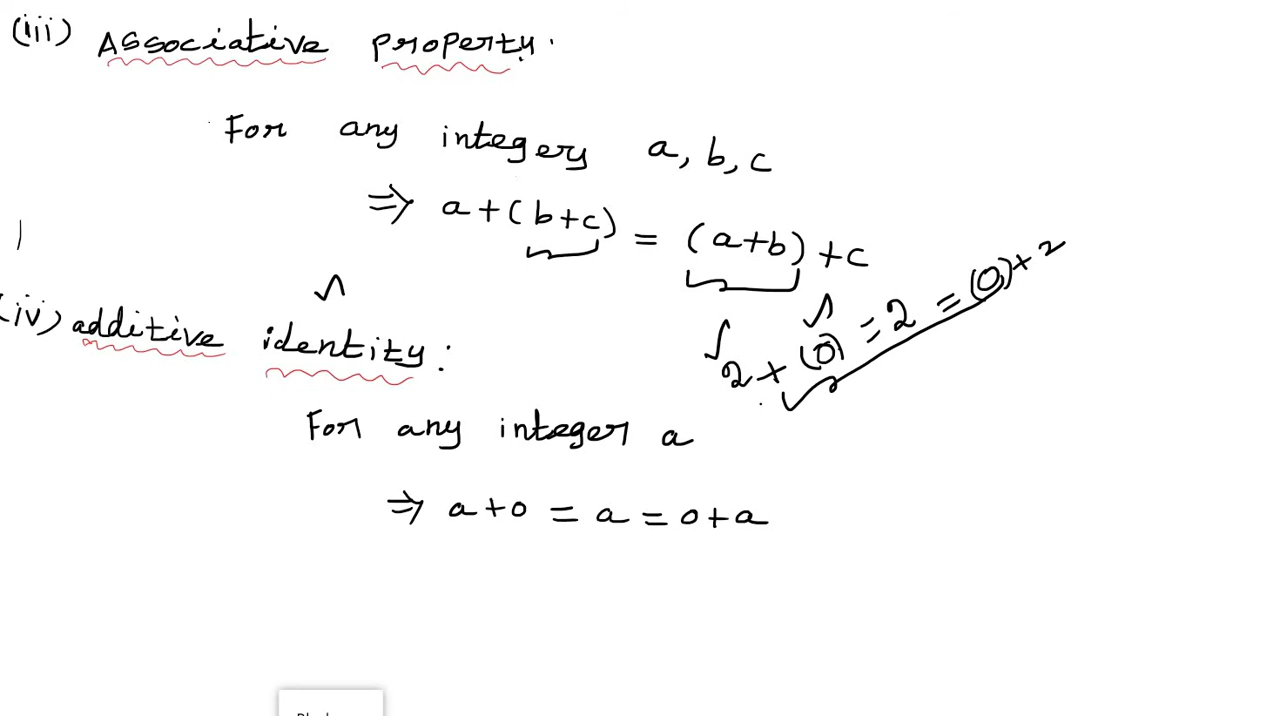 (iii) Associative property.
For any integers a, b, c
⇒ a + (b+c) = (a+b) + c
(iv) additive identity :
2 + (0) = 2 = (0) + 2
For any integer a
⇒ a + 0 = a = 0 + a